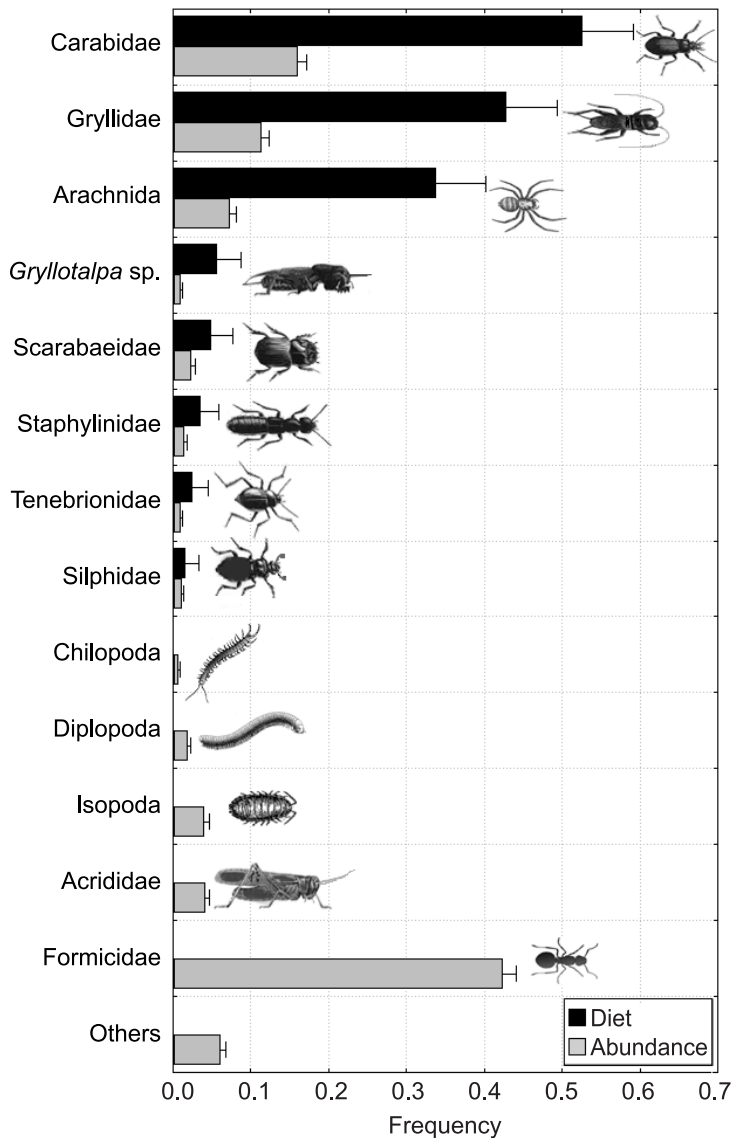 Carabidae
Gryllidae
Arachnida
Gryllotalpa sp.
Scarabaeidae
Staphylinidae
Tenebrionidae
Silphidae
Chilopoda
Diplopoda
Isopoda
Acrididae
Formicidae
Others
Diet
Abundance
0.0 0.1 0.2 0.3 0.4 0.5 0.6 0.7
Frequency